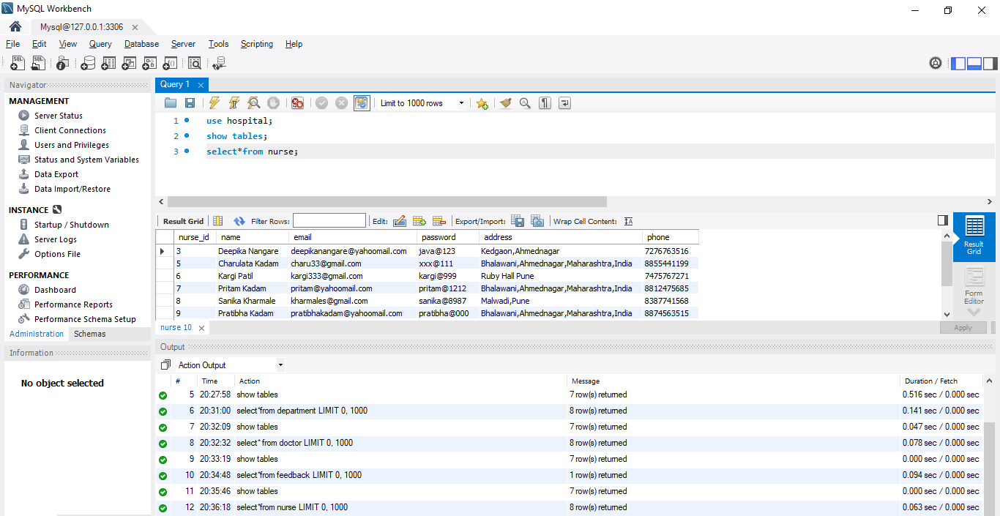 MySQL Workbench
Mysql@127.0.0.1:3306
File Edit View Query Database Server Tools Scripting Help
Navigator
MANAGEMENT
Server Status
Client Connections
Users and Privileges
Status and System Variables
Data Export
Data Import/Restore
INSTANCE
Startup / Shutdown
Server Logs
Options File
PERFORMANCE
Dashboard
Performance Reports
Performance Schema Setup
Administration Schemas
Information
No object selected
Query 1
Limit to 1000 rows
1 use hospital;
2 show tables;
3 select*from nurse;
Result Grid Filter Rows: Edit: Export/Import: Wrap Cell Content:
nurse_id name email password address phone
3 Deepika Nangare deepikanangare@yahoomail.com java@123 Kedgaon,Ahmednagar 7276763516
5 Charulata Kadam charu33@gmail.com xxx@111 Bhalawani,Ahmednagar,Maharashtra,India 8855441199
6 Kargi Patil kargi333@gmail.com kargi@999 Ruby Hall Pune 7475767271
7 Pritam Kadam pritam@yahoomail.com pritam@1212 Bhalawani,Ahmednagar,Maharashtra,India 8812475685
8 Sanika Kharmale kharmales@gmail.com sanika@8987 Malwadi,Pune 8387741568
9 Pratibha Kadam pratibhakadam@yahoomail.com pratibha@000 Bhalawani,Ahmednagar,Maharashtra,India 8874563515
Result
Grid
Form
Editor
nurse 10
Apply
Output
Action Output
# Time Action Message Duration / Fetch
5 20:27:58 show tables 7 row(s) returned 0.516 sec / 0.000 sec
6 20:31:00 select*from department LIMIT 0, 1000 8 row(s) returned 0.141 sec / 0.000 sec
7 20:32:09 show tables 7 row(s) returned 0.047 sec / 0.000 sec
8 20:32:32 select* from doctor LIMIT 0, 1000 8 row(s) returned 0.078 sec / 0.000 sec
9 20:33:19 show tables 7 row(s) returned 0.000 sec / 0.000 sec
10 20:34:48 select*from feedback LIMIT 0, 1000 1 row(s) returned 0.094 sec / 0.000 sec
11 20:35:46 show tables 7 row(s) returned 0.000 sec / 0.000 sec
12 20:36:18 select*from nurse LIMIT 0, 1000 8 row(s) returned 0.063 sec / 0.000 sec